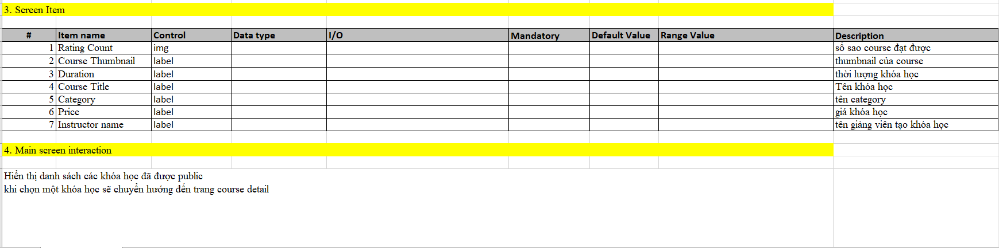 3. Screen Item
# Item name Control Data type I/O Mandatory Default Value Range Value Description
1 Rating Count img số sao course đạt được
2 Course Thumbnail label thumbnail của course
3 Duration label thời lượng khóa học
4 Course Title label Tên khóa học
5 Category label tên category
6 Price label giá khóa học
7 Instructor name label tên giảng viên tạo khóa học
4. Main screen interaction
Hiển thị danh sách các khóa học đã được public
khi chọn một khóa học sẽ chuyển hướng đến trang course detail